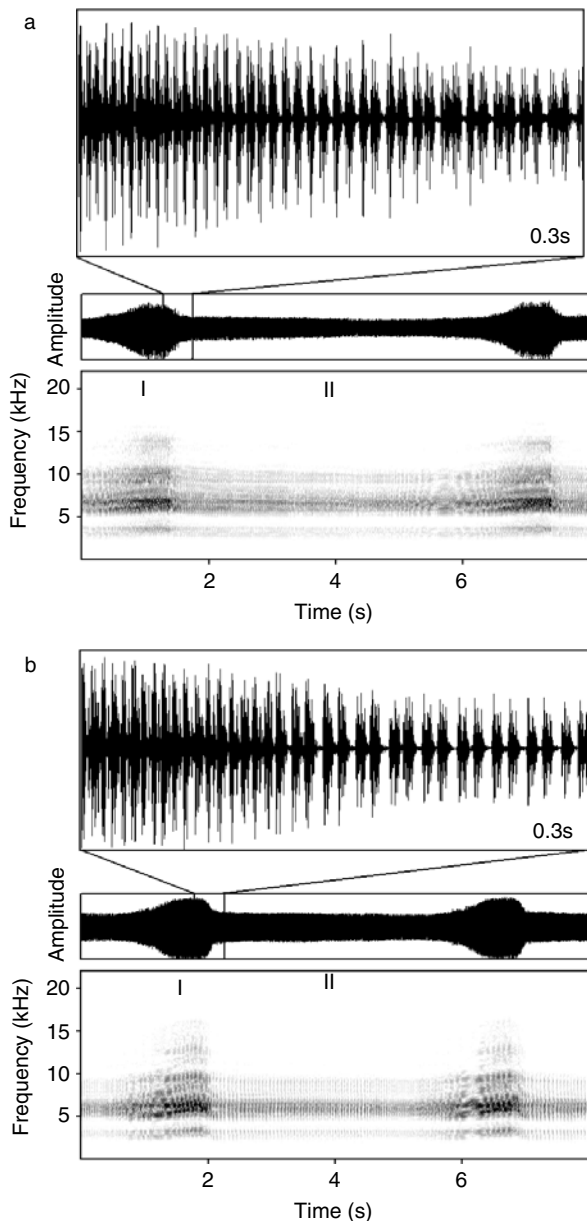 a
0.3s
Amplitude
I II
Frequency (kHz)
20
15
10
5
2 4 6
Time (s)
b
0.3s
Amplitude
I II
Frequency (kHz)
20
15
10
5
2 4 6
Time (s)